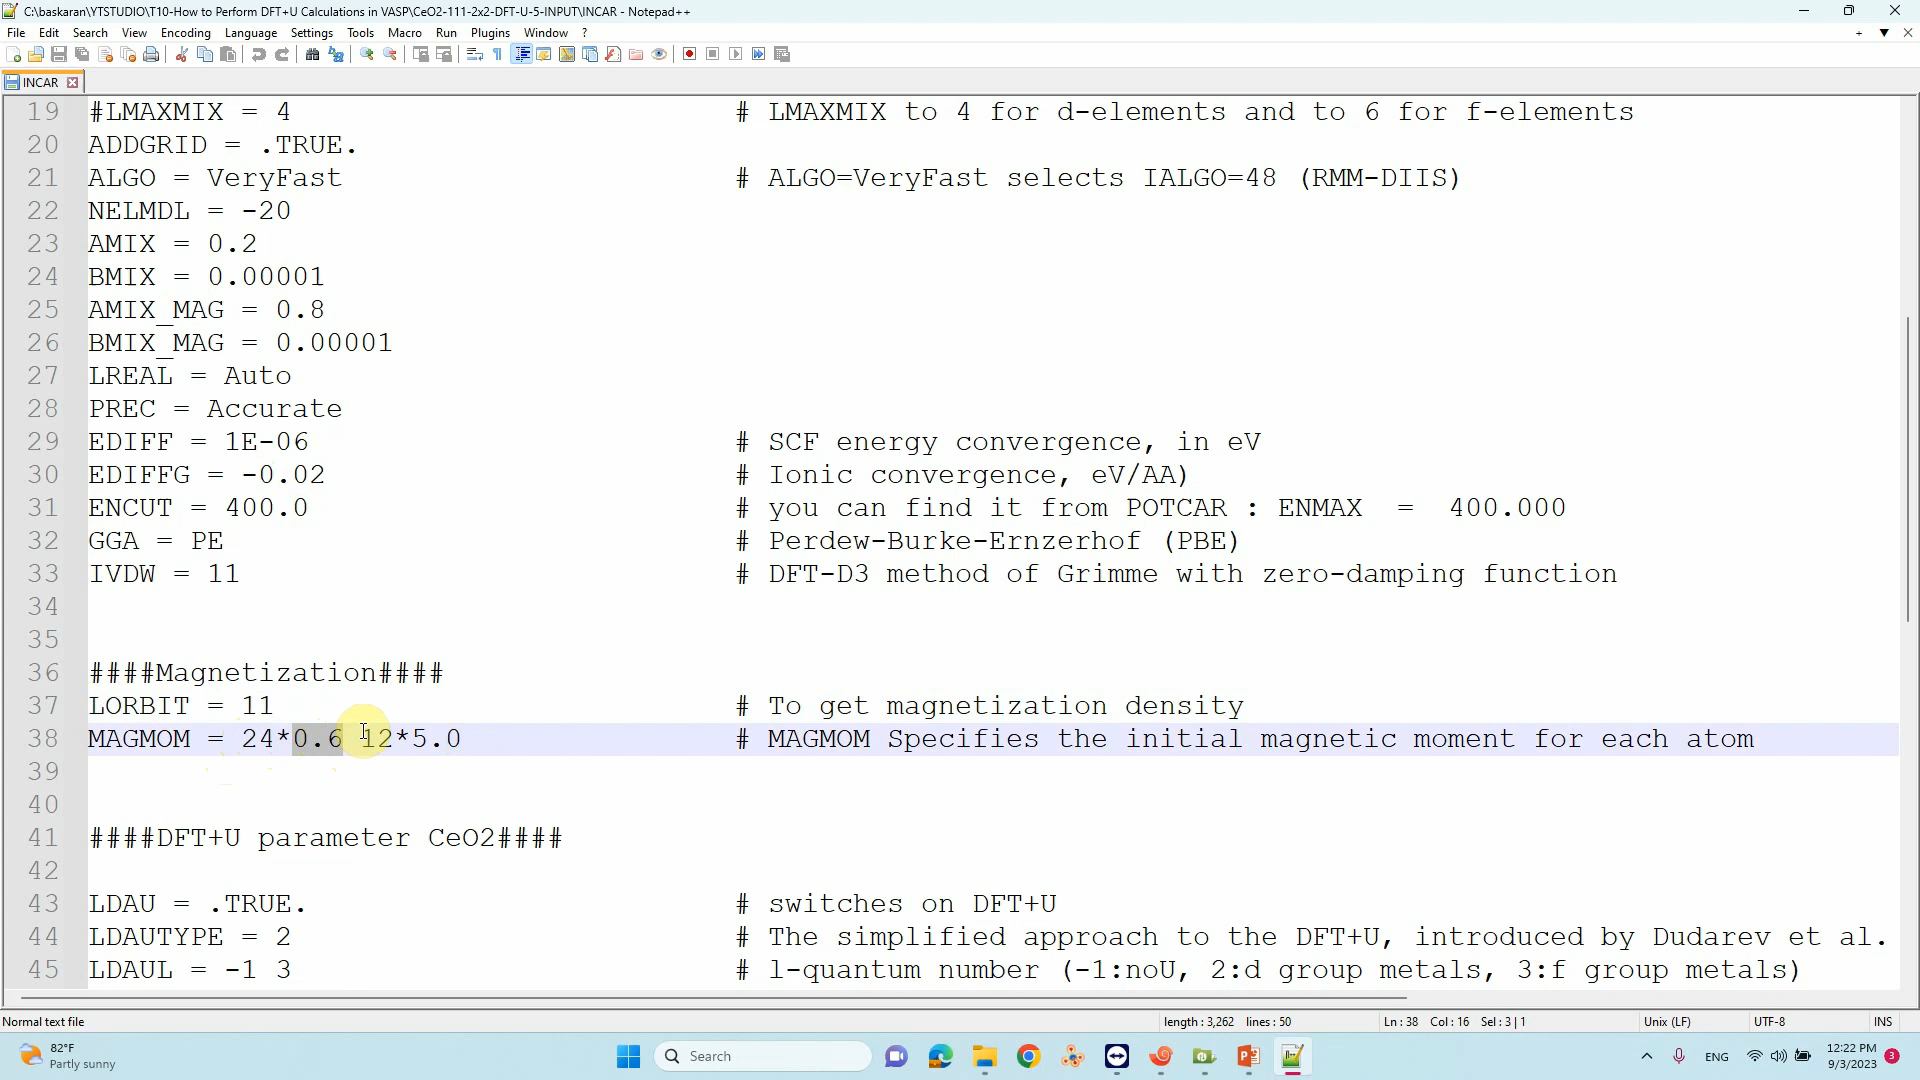 C:\baskaran\YTSTUDIO\T10-How to Perform DFT+U Calculations in VASP\CeO2-111-2x2-DFT-U-5-INPUT\INCAR - Notepad++
File Edit Search View Encoding Language Settings Tools Macro Run Plugins Window ?
INCAR
19 #LMAXMIX = 4 # LMAXMIX to 4 for d-elements and to 6 for f-elements
20 ADDGRID = .TRUE.
21 ALGO = VeryFast # ALGO=VeryFast selects IALGO=48 (RMM-DIIS)
22 NELMDL = -20
23 AMIX = 0.2
24 BMIX = 0.00001
25 AMIX_MAG = 0.8
26 BMIX_MAG = 0.00001
27 LREAL = Auto
28 PREC = Accurate
29 EDIFF = 1E-06 # SCF energy convergence, in eV
30 EDIFFG = -0.02 # Ionic convergence, eV/AA)
31 ENCUT = 400.0 # you can find it from POTCAR : ENMAX = 400.000
32 GGA = PE # Perdew-Burke-Ernzerhof (PBE)
33 IVDW = 11 # DFT-D3 method of Grimme with zero-damping function
34
35
36 ####Magnetization####
37 LORBIT = 11 # To get magnetization density
38 MAGMOM = 24*0.6 12*5.0 # MAGMOM Specifies the initial magnetic moment for each atom
39
40
41 ####DFT+U parameter CeO2####
42
43 LDAU = .TRUE. # switches on DFT+U
44 LDAUTYPE = 2 # The simplified approach to the DFT+U, introduced by Dudarev et al.
45 LDAUL = -1 3 # l-quantum number (-1:noU, 2:d group metals, 3:f group metals)
Normal text file length : 3,262 lines : 50 Ln : 38 Col : 16 Sel : 3 | 1 Unix (LF) UTF-8 INS
82°F
Partly sunny
Search
ENG
12:22 PM
9/3/2023
3